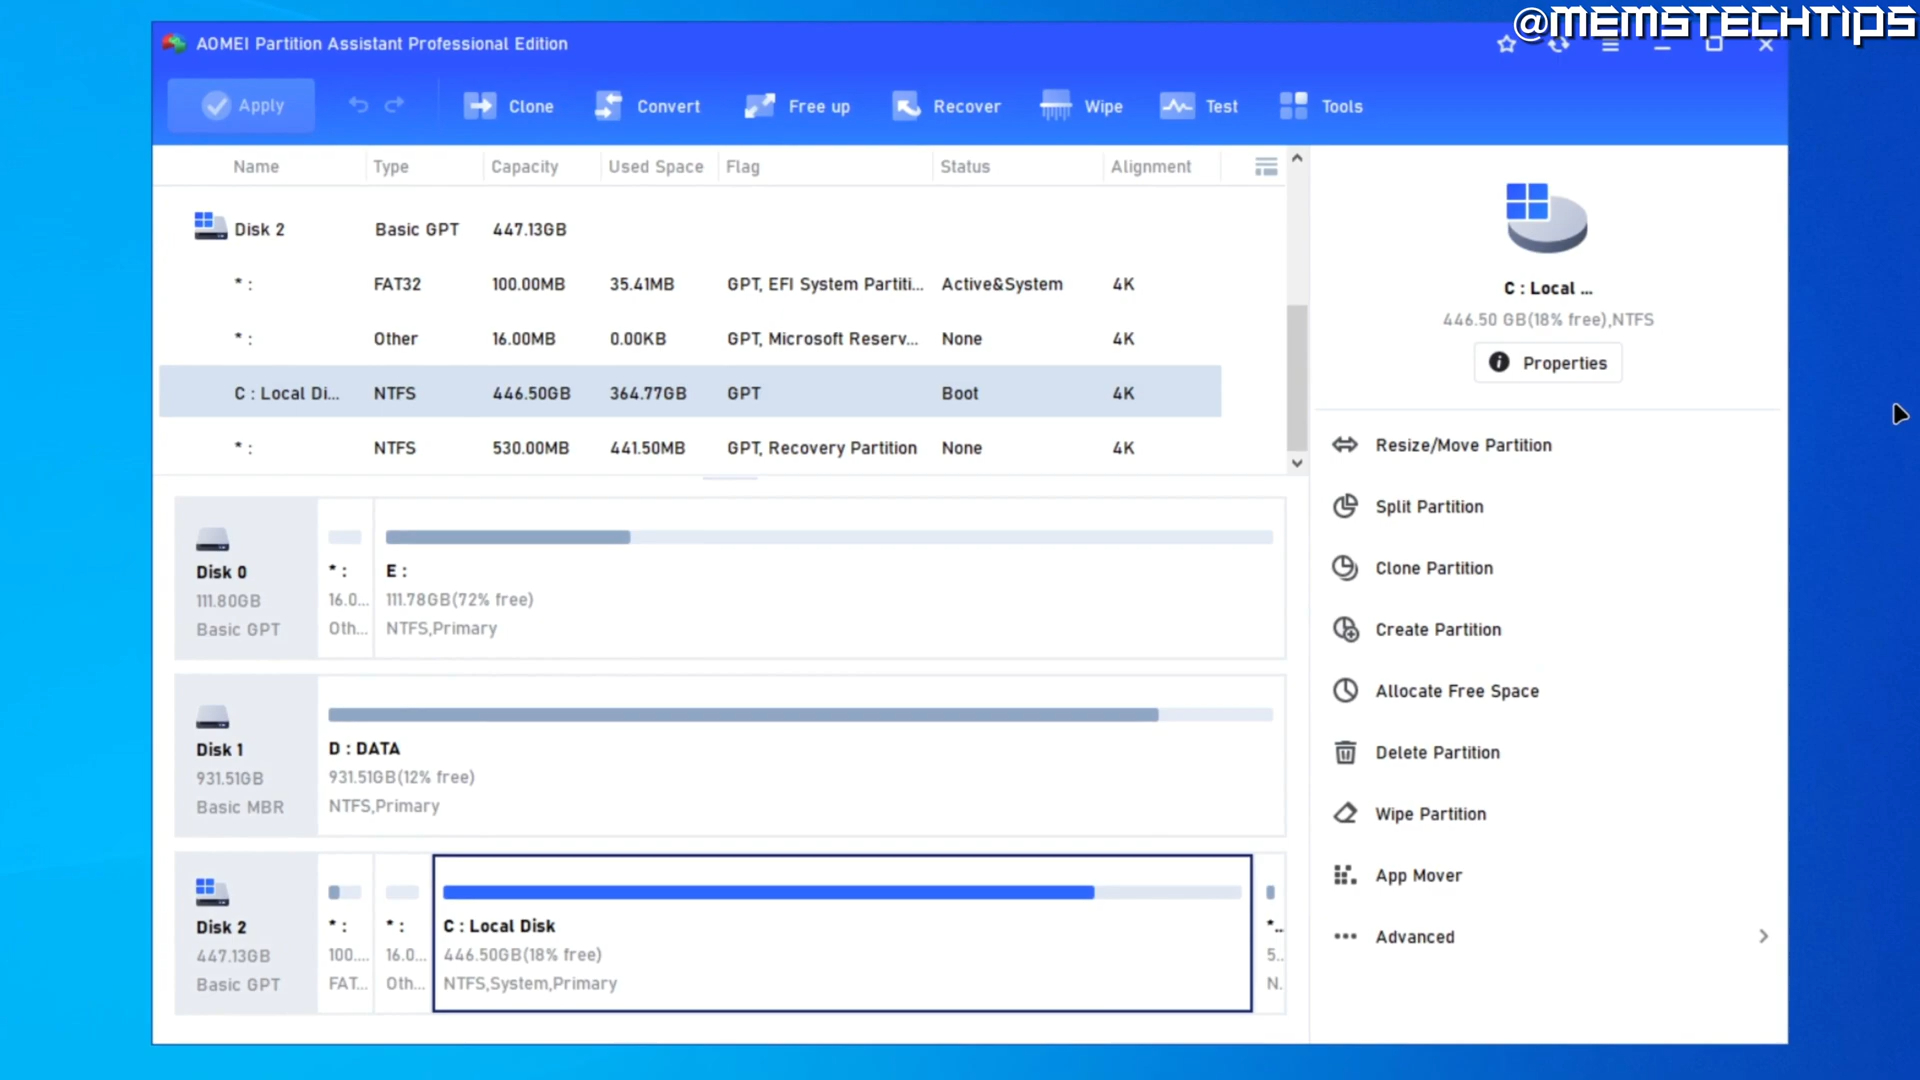 @MEMSTECHTIPS
AOMEI Partition Assistant Professional Edition
Apply Clone Convert Free up Recover Wipe Test Tools
Name Type Capacity Used Space Flag Status Alignment
Disk 2 Basic GPT 447.13GB
* : FAT32 100.00MB 35.41MB GPT, EFI System Partiti... Active&System 4K
* : Other 16.00MB 0.00KB GPT, Microsoft Reserv... None 4K
C : Local Di... NTFS 446.50GB 364.77GB GPT Boot 4K
* : NTFS 530.00MB 441.50MB GPT, Recovery Partition None 4K
Disk 0
111.80GB
Basic GPT
* :
16.0...
Oth...
E :
111.78GB(72% free)
NTFS,Primary
Disk 1
931.51GB
Basic MBR
D : DATA
931.51GB(12% free)
NTFS,Primary
Disk 2
447.13GB
Basic GPT
* :
100....
FAT...
* :
16.0...
Oth...
C : Local Disk
446.50GB(18% free)
NTFS,System,Primary
*...
5...
N.
C : Local ...
446.50 GB(18% free),NTFS
Properties
Resize/Move Partition
Split Partition
Clone Partition
Create Partition
Allocate Free Space
Delete Partition
Wipe Partition
App Mover
Advanced